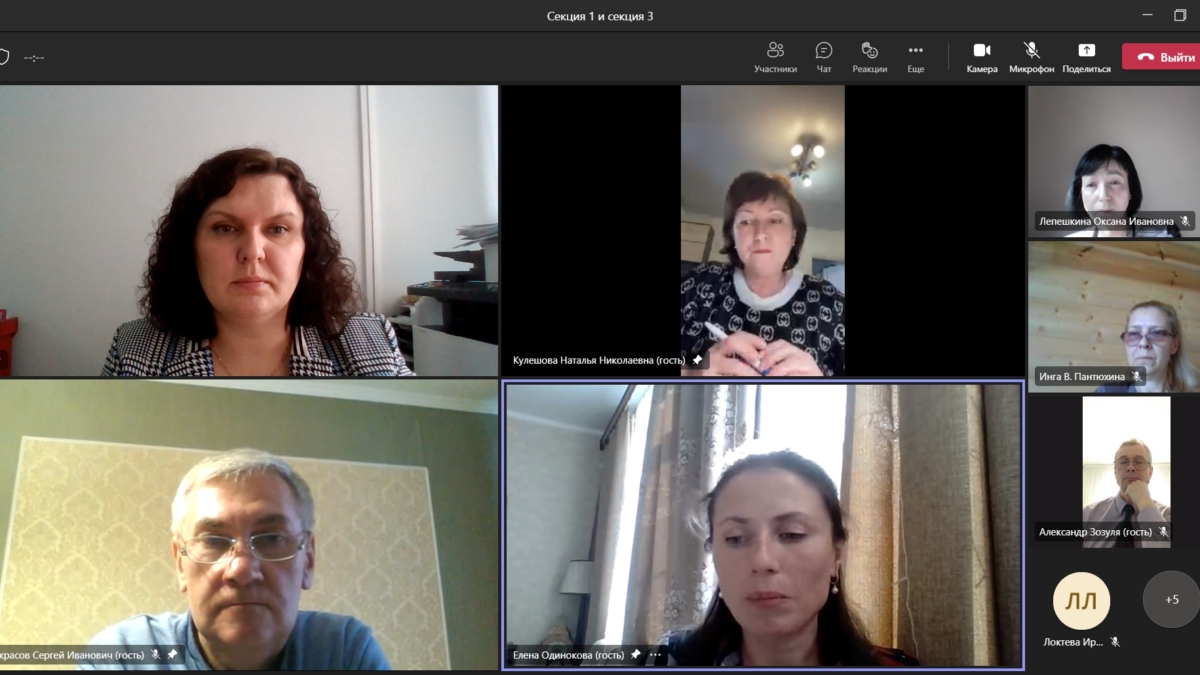 Секция 1 и секция 3
--:--
Участники
Чат
Реакции
Еще
Камера
Микрофон
Поделиться
Выйти
Кулешова Наталья Николаевна (гость)
Лепешкина Оксана Ивановна
Инга В. Пантюхина
Александр Зозуля (гость)
красов Сергей Иванович (гость)
Елена Одинокова (гость)
ЛЛ
+5
Локтева Ир...